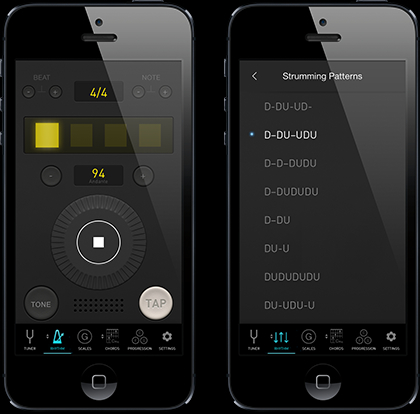 BEAT
NOTE
4/4
94
Andante
TONE
TAP
TUNER
RHYTHM
SCALES
CHORDS
PROGRESSION
SETTINGS
Strumming Patterns
D-DU-UD-
D-DU-UDU
D-D-DUDU
D-DUDUDU
D-DU
DU-U
DUDUDUDU
DU-UDU-U
TUNER
RHYTHM
G
SCALES
CHORDS
PROGRESSION
SETTINGS